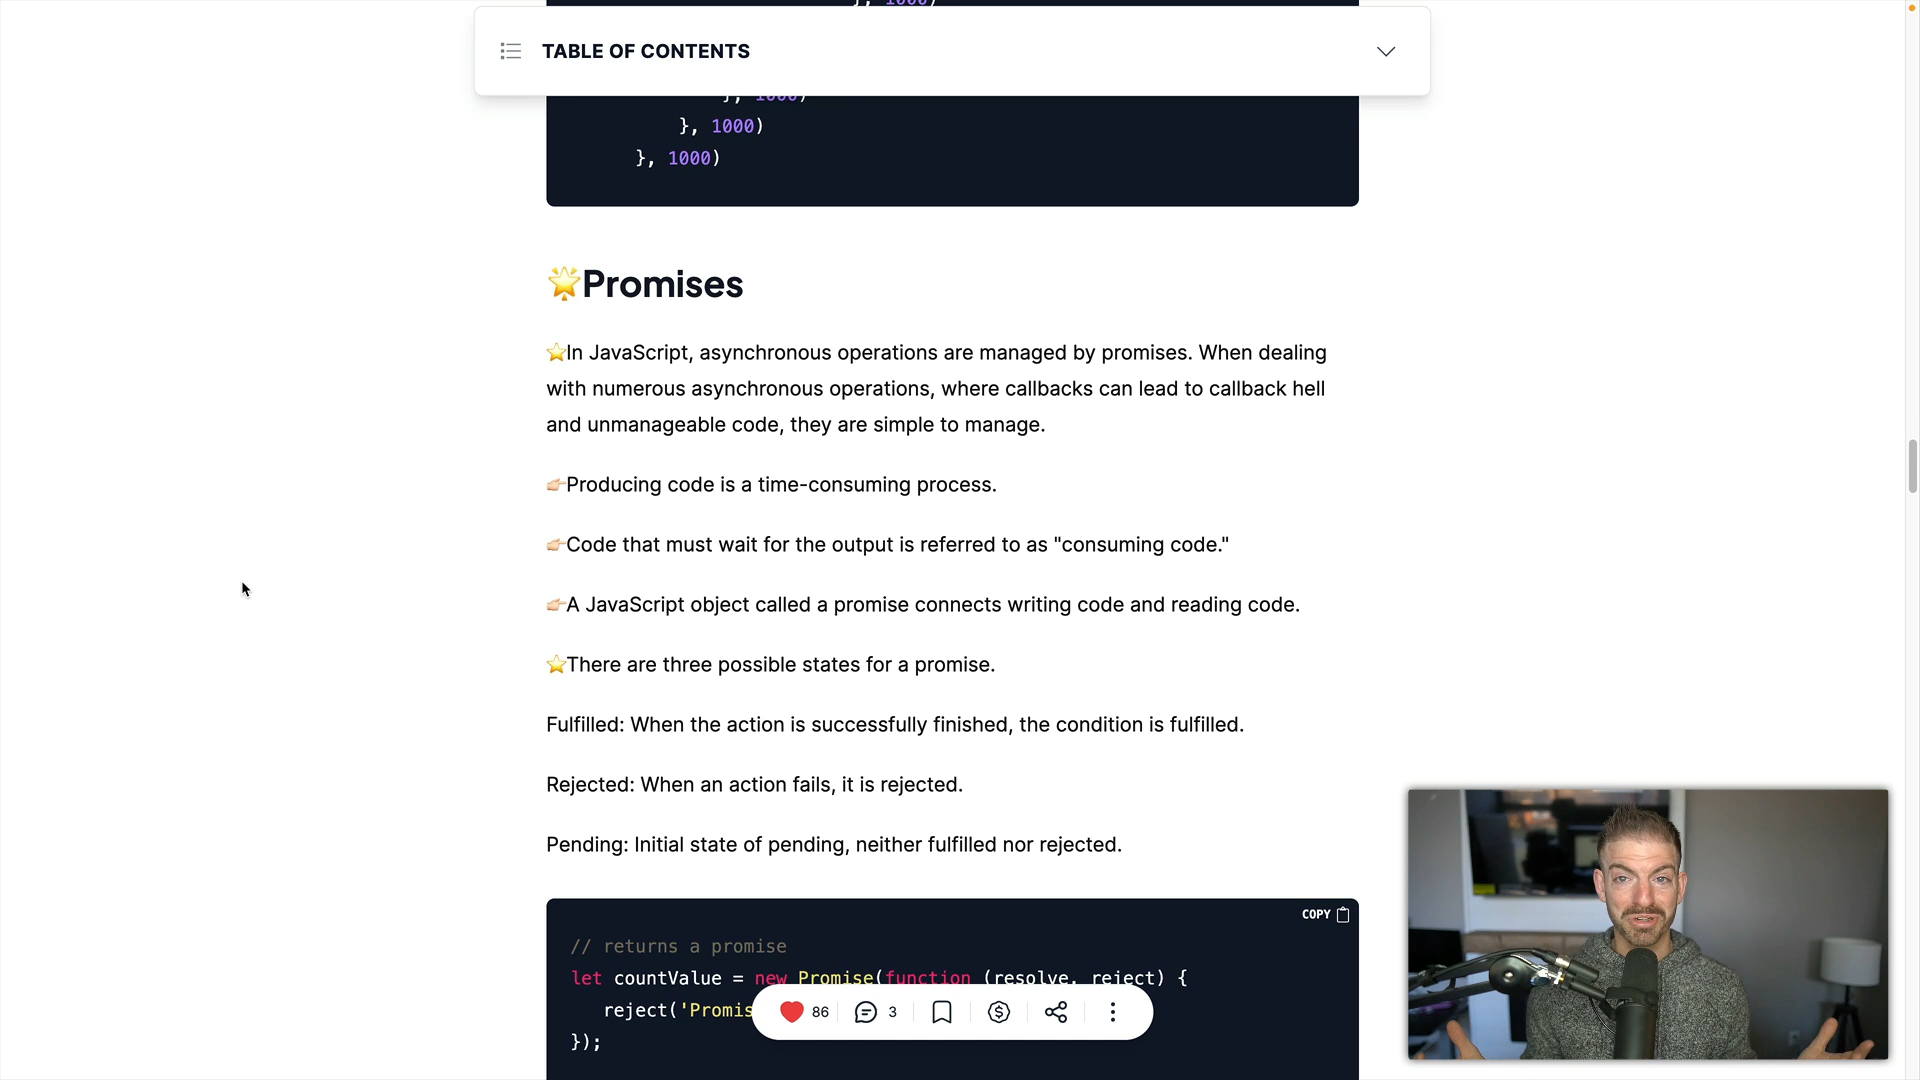 TABLE OF CONTENTS
}, 1000)
}, 1000)
}, 1000)
🌟Promises
⭐In JavaScript, asynchronous operations are managed by promises. When dealing
with numerous asynchronous operations, where callbacks can lead to callback hell
and unmanageable code, they are simple to manage.
👉🏻Producing code is a time-consuming process.
👉🏻Code that must wait for the output is referred to as "consuming code."
👉🏻A JavaScript object called a promise connects writing code and reading code.
⭐There are three possible states for a promise.
Fulfilled: When the action is successfully finished, the condition is fulfilled.
Rejected: When an action fails, it is rejected.
Pending: Initial state of pending, neither fulfilled nor rejected.
COPY
// returns a promise
let countValue = new Promise(function (resolve, reject) {
reject('Promis
86 3
});